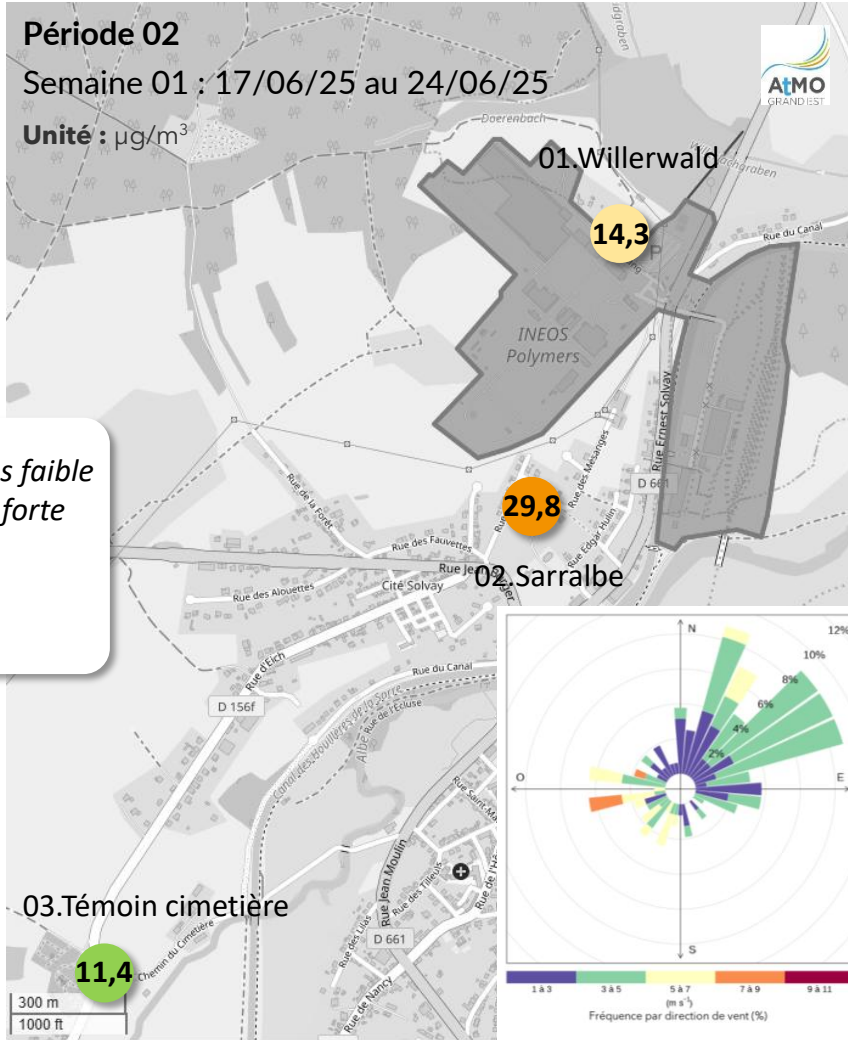 Période 02
Semaine 01 : 17/06/25 au 24/06/25
Unité : µg/m³
AtMO
GRAND EST
Doerenbach
01.Willerwald
14,3
P
Rue du Canal
INEOS
Polymers
Rue Ernest Solvay
s faible
forte
Rue de la Forêt
Rue des Mésanges
D 661
29,8
Rue Edgar Hulin
Rue des Fauvettes
Rue Jean
02.Sarralbe
Cité Solvay
Rue des Alouettes
Rue d'Eich
Rue du Canal
D 156f
Canal des Houillères de la Sarre
Albe
Rue de l'Écluse
Rue Jean Moulin
Rue des Tilleuls
Rue des Lilas
D 661
Rue de Nancy
03.Témoin cimetière
11,4
Chemin du Cimetière
300 m
1000 ft
N
12%
10%
8%
6%
4%
2%
O
E
S
1 à 3
3 à 5
5 à 7
7 à 9
9 à 11
(m s⁻¹)
Fréquence par direction de vent (%)